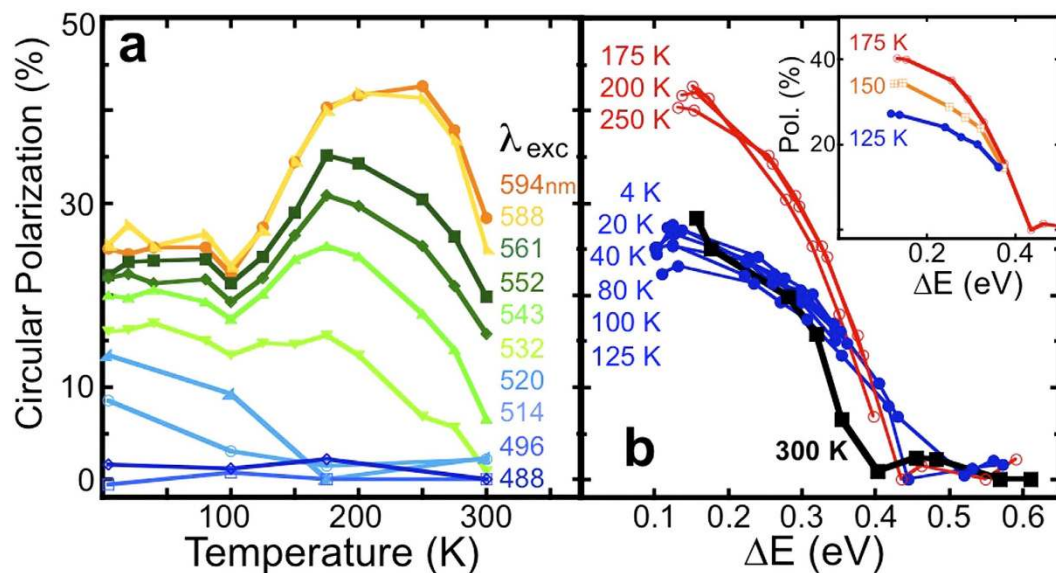 a
Circular Polarization (%)
50
30
10
0
100
200
300
Temperature (K)
λexc
594nm
588
561
552
543
532
520
514
496
488
b
175 K
200 K
250 K
4 K
20 K
40 K
80 K
100 K
125 K
300 K
0.1
0.2
0.3
0.4
0.5
0.6
ΔE (eV)
Pol. (%)
40
20
175 K
150
125 K
0.0
0.2
0.4
ΔE (eV)